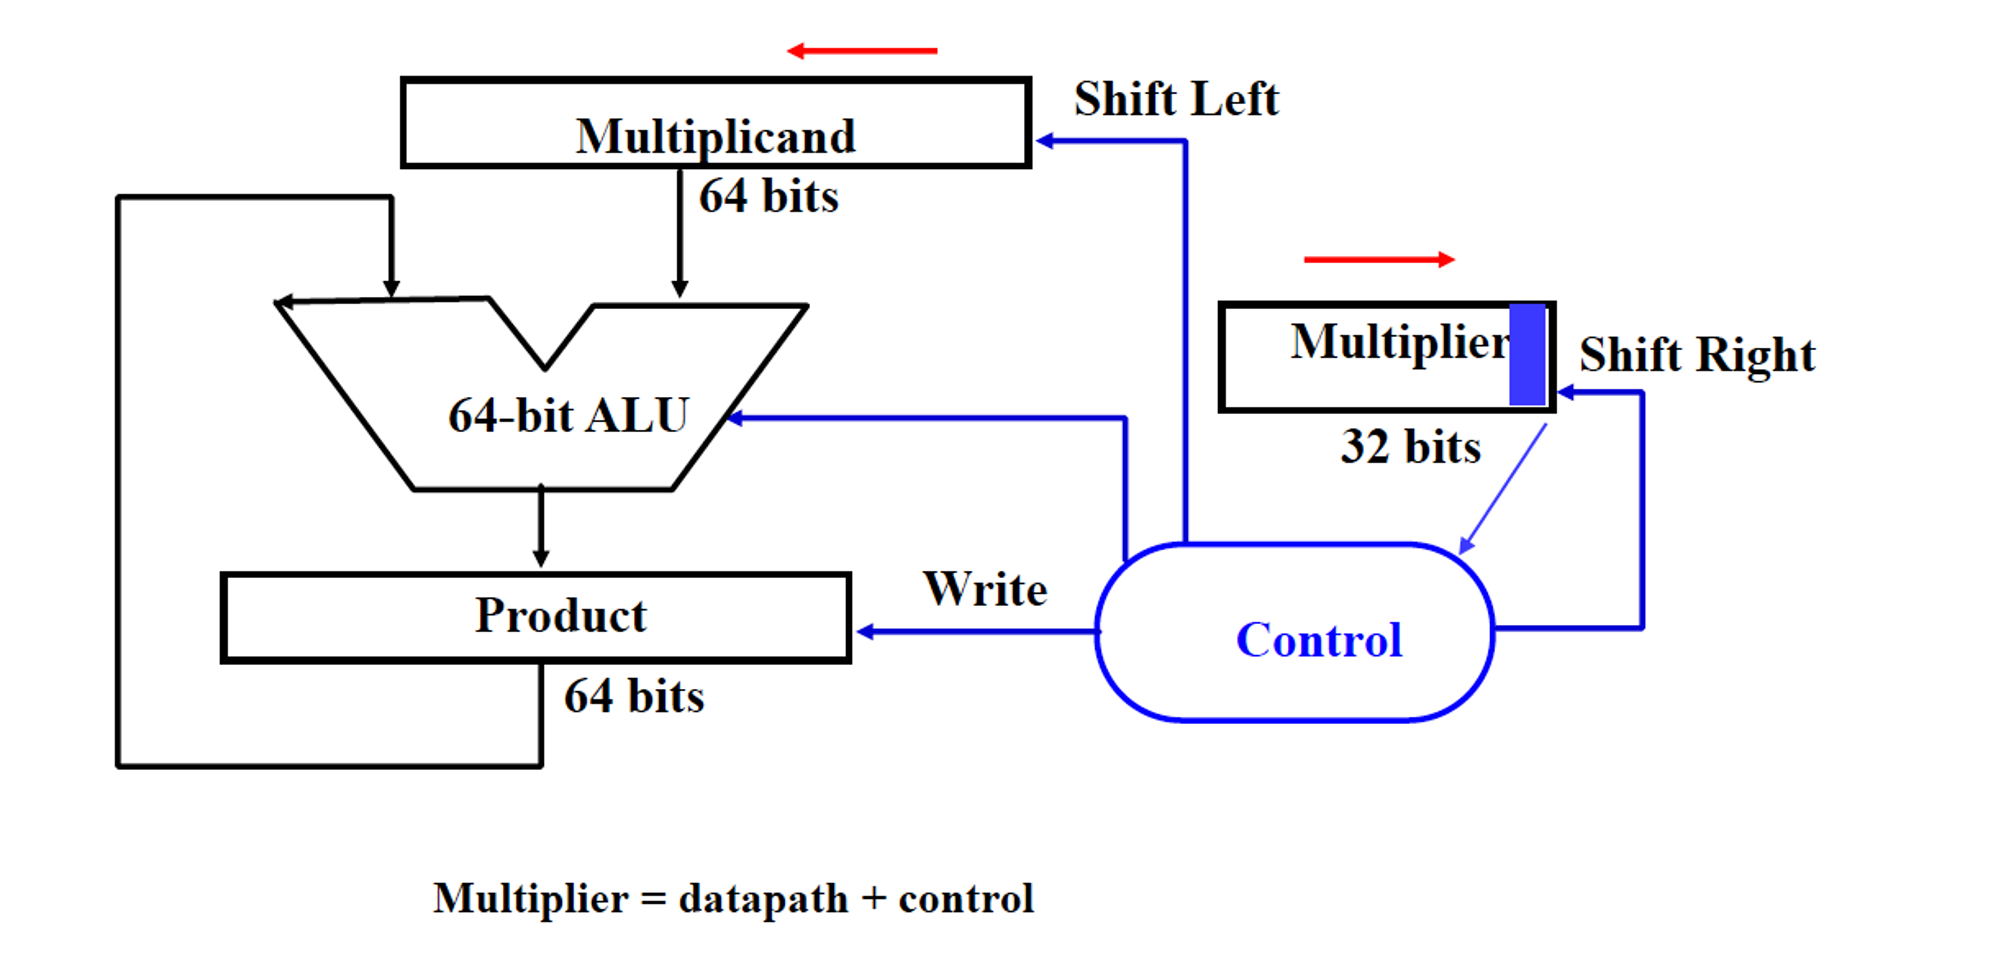 Shift Left
Multiplicand
64 bits
Multiplier
Shift Right
64-bit ALU
32 bits
Write
Product
Control
64 bits
Multiplier = datapath + control